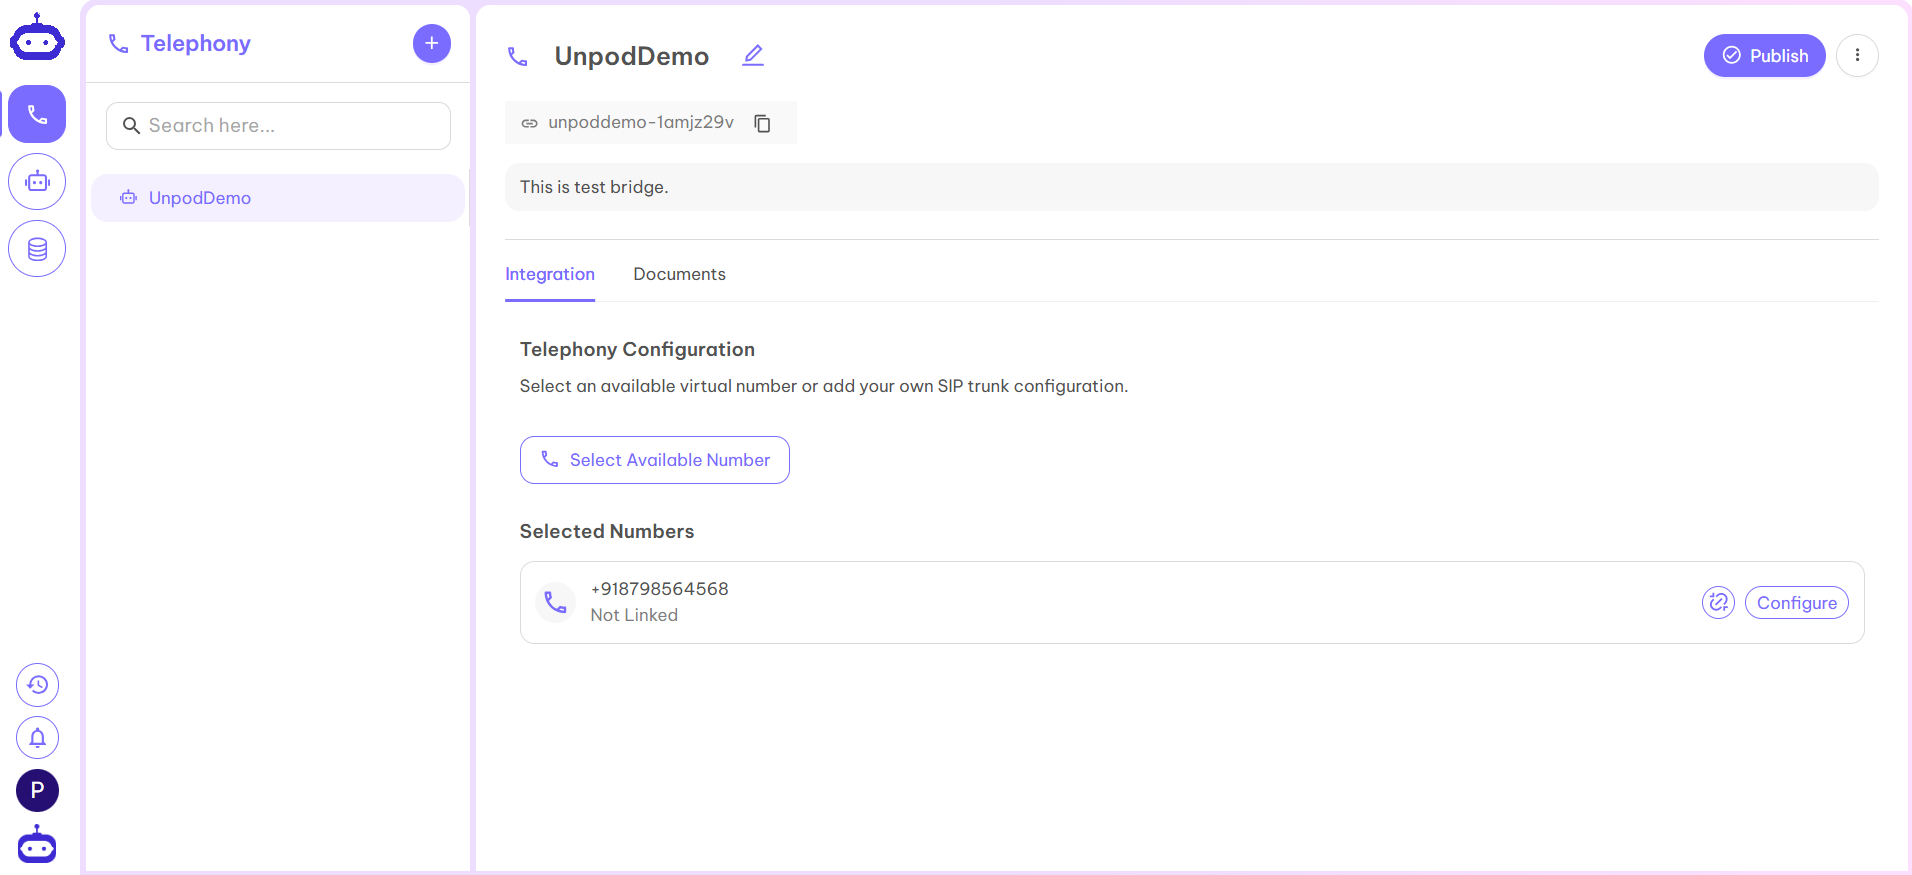 Telephony
Search here...
UnpodDemo
UnpodDemo
Publish
unpoddemo-1amjz29v
This is test bridge.
Integration
Documents
Telephony Configuration
Select an available virtual number or add your own SIP trunk configuration.
Select Available Number
Selected Numbers
+918798564568
Not Linked
Configure
P